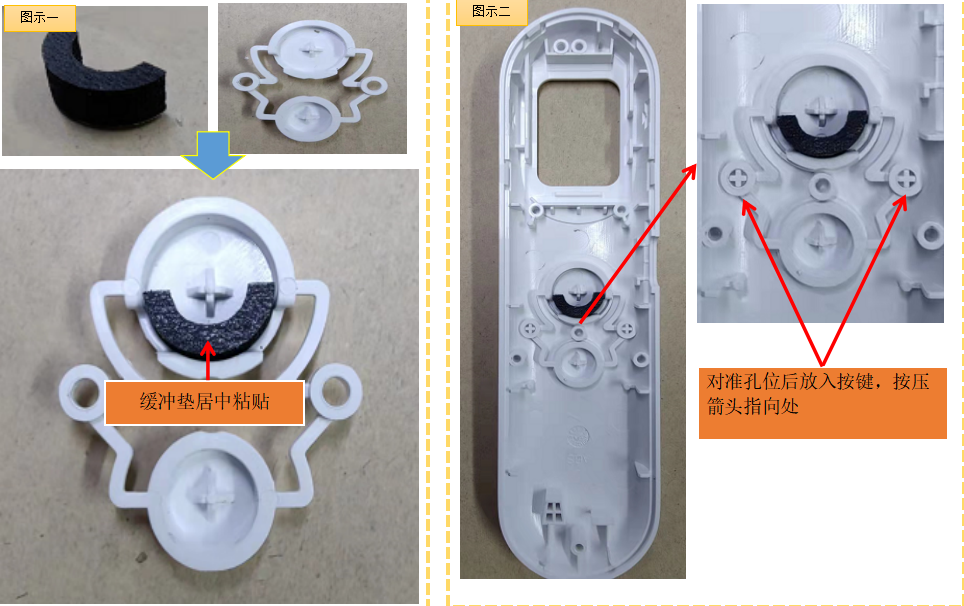 图示一
缓冲垫居中粘贴
图示二
对准孔位后放入按键，按压
箭头指向处